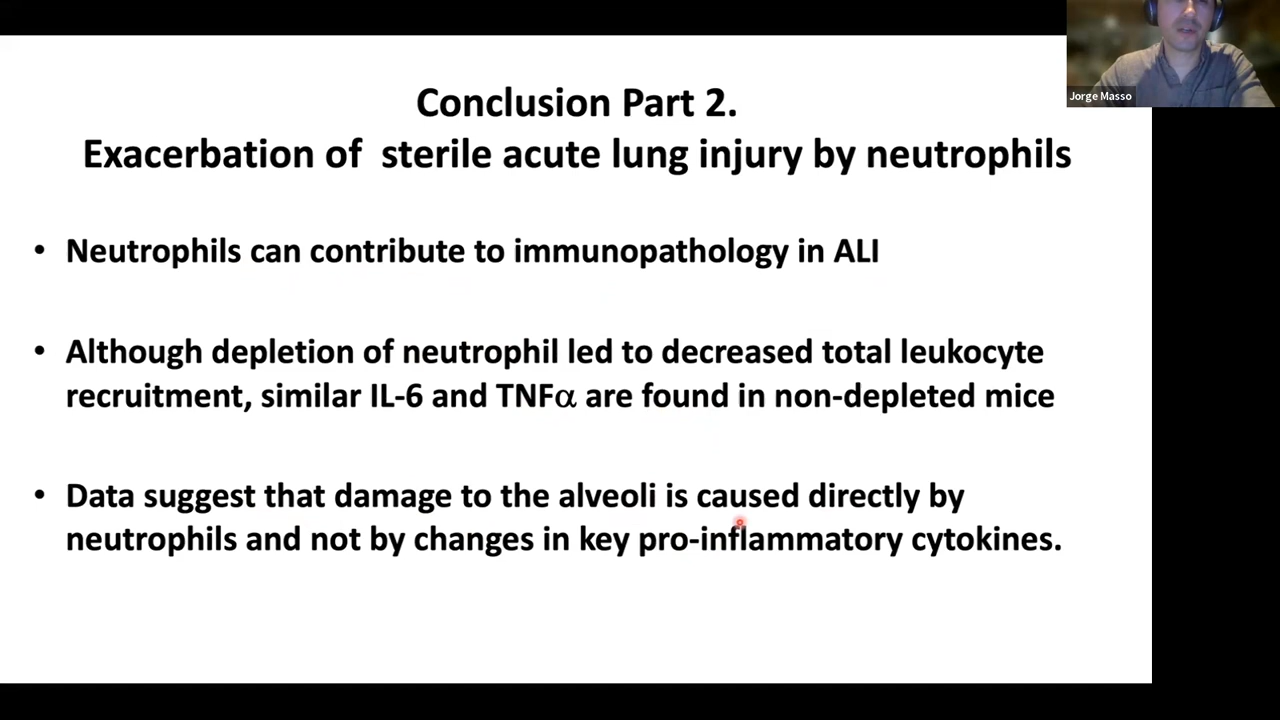 Jorge Masso
Conclusion Part 2.
Exacerbation of  sterile acute lung injury by neutrophils
• Neutrophils can contribute to immunopathology in ALI
• Although depletion of neutrophil led to decreased total leukocyte
recruitment, similar IL-6 and TNFα are found in non-depleted mice
• Data suggest that damage to the alveoli is caused directly by
neutrophils and not by changes in key pro-inflammatory cytokines.